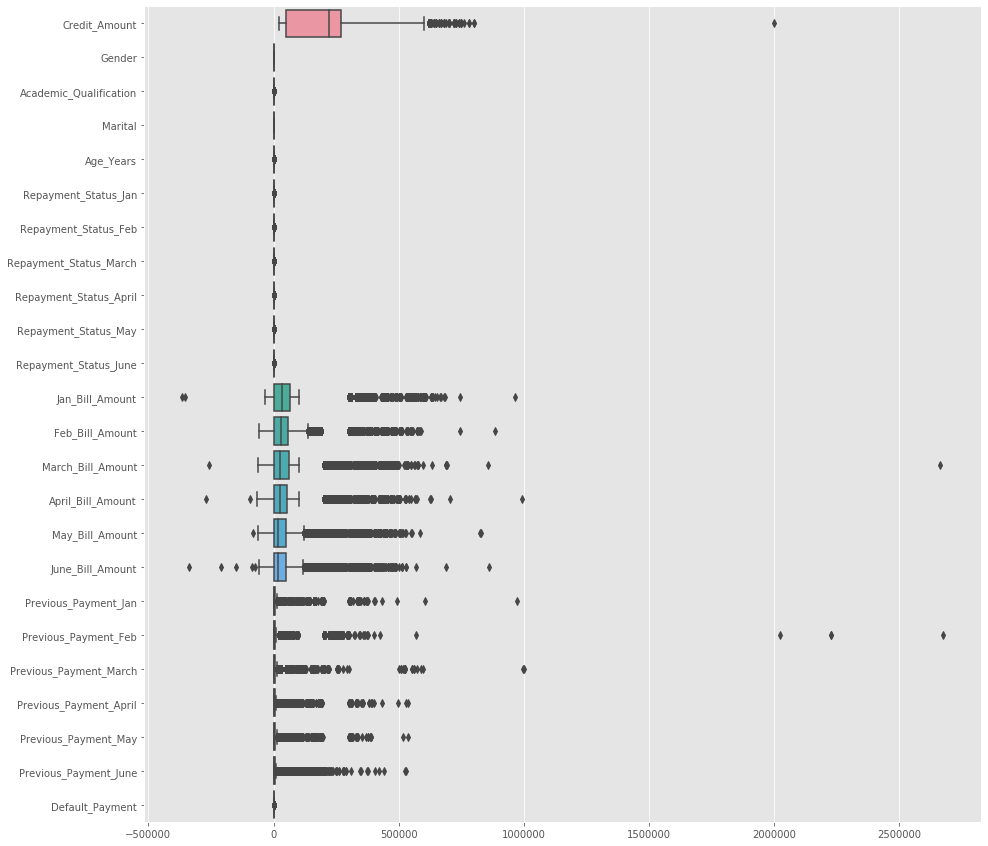 Credit_Amount
Gender
Academic_Qualification
Marital
Age_Years
Repayment_Status_Jan
Repayment_Status_Feb
Repayment_Status_March
Repayment_Status_April
Repayment_Status_May
Repayment_Status_June
Jan_Bill_Amount
Feb_Bill_Amount
March_Bill_Amount
April_Bill_Amount
May_Bill_Amount
June_Bill_Amount
Previous_Payment_Jan
Previous_Payment_Feb
Previous_Payment_March
Previous_Payment_April
Previous_Payment_May
Previous_Payment_June
Default_Payment
−500000 0 500000 1000000 1500000 2000000 2500000